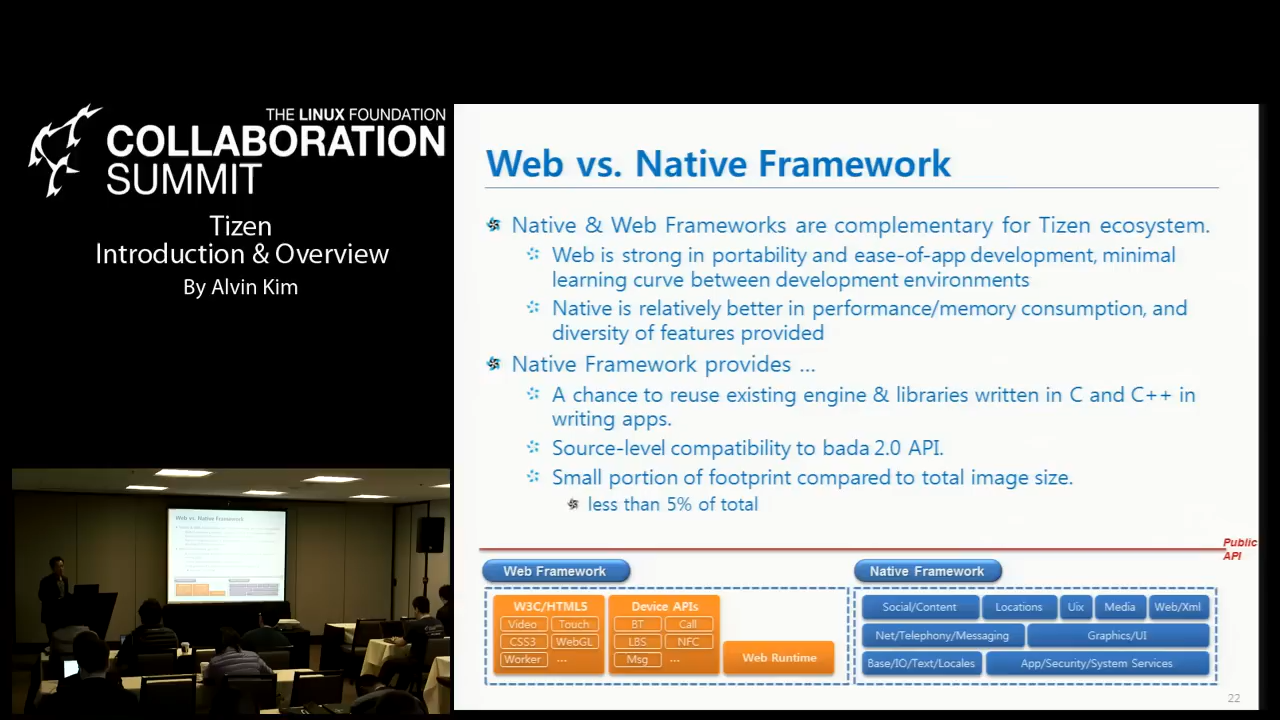 THE LINUX FOUNDATION
COLLABORATION
SUMMIT
Tizen
Introduction & Overview
By Alvin Kim
Web vs. Native Framework
Native & Web Frameworks are complementary for Tizen ecosystem.
Web is strong in portability and ease-of-app development, minimal
learning curve between development environments
Native is relatively better in performance/memory consumption, and
diversity of features provided
Native Framework provides ...
A chance to reuse existing engine & libraries written in C and C++ in
writing apps.
Source-level compatibility to bada 2.0 API.
Small portion of footprint compared to total image size.
less than 5% of total
Public
API
Web Framework
W3C/HTML5
Video Touch
CSS3 WebGL
Worker ...
Device APIs
BT Call
LBS NFC
Msg ...
Web Runtime
Native Framework
Social/Content Locations Uix Media Web/Xml
Net/Telephony/Messaging Graphics/UI
Base/IO/Text/Locales App/Security/System Services
22
Web vs. Native Framework